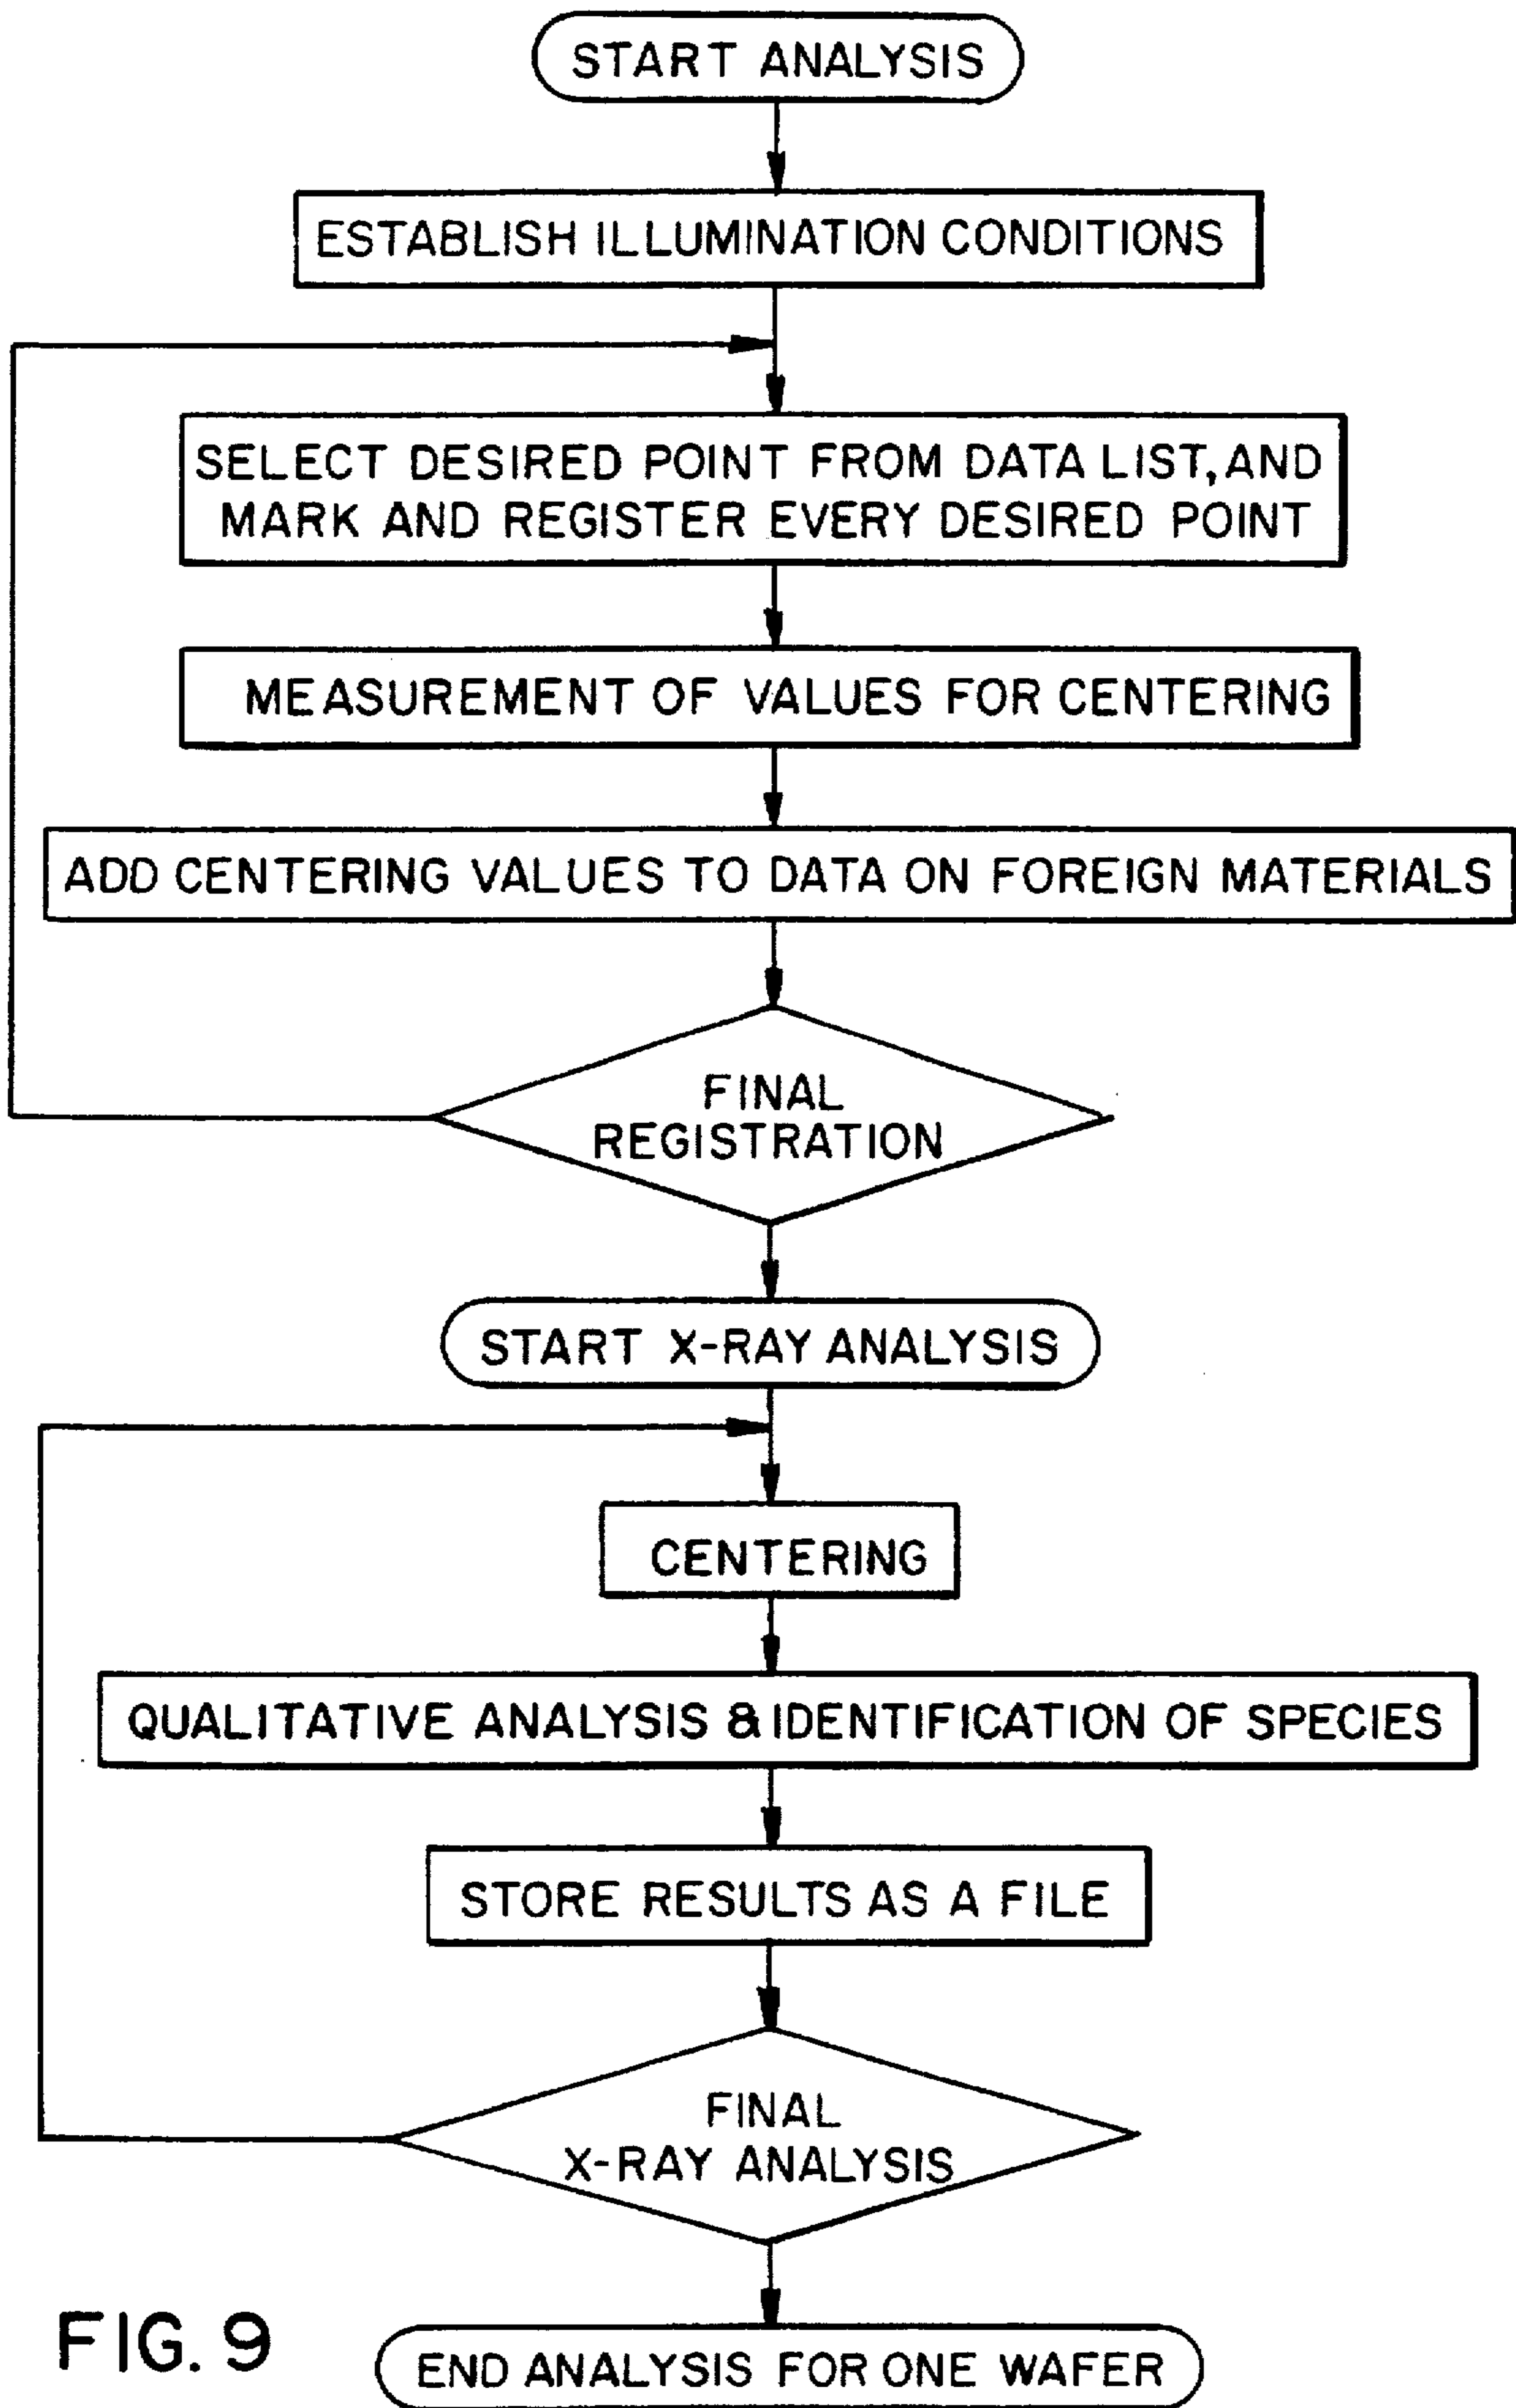 START ANALYSIS
ESTABLISH ILLUMINATION CONDITIONS
SELECT DESIRED POINT FROM DATA LIST, AND
MARK AND REGISTER EVERY DESIRED POINT
MEASUREMENT OF VALUES FOR CENTERING
ADD CENTERING VALUES TO DATA ON FOREIGN MATERIALS
FINAL
REGISTRATION
START X-RAY ANALYSIS
CENTERING
QUALITATIVE ANALYSIS & IDENTIFICATION OF SPECIES
STORE RESULTS AS A FILE
FINAL
X-RAY ANALYSIS
END ANALYSIS FOR ONE WAFER
FIG. 9